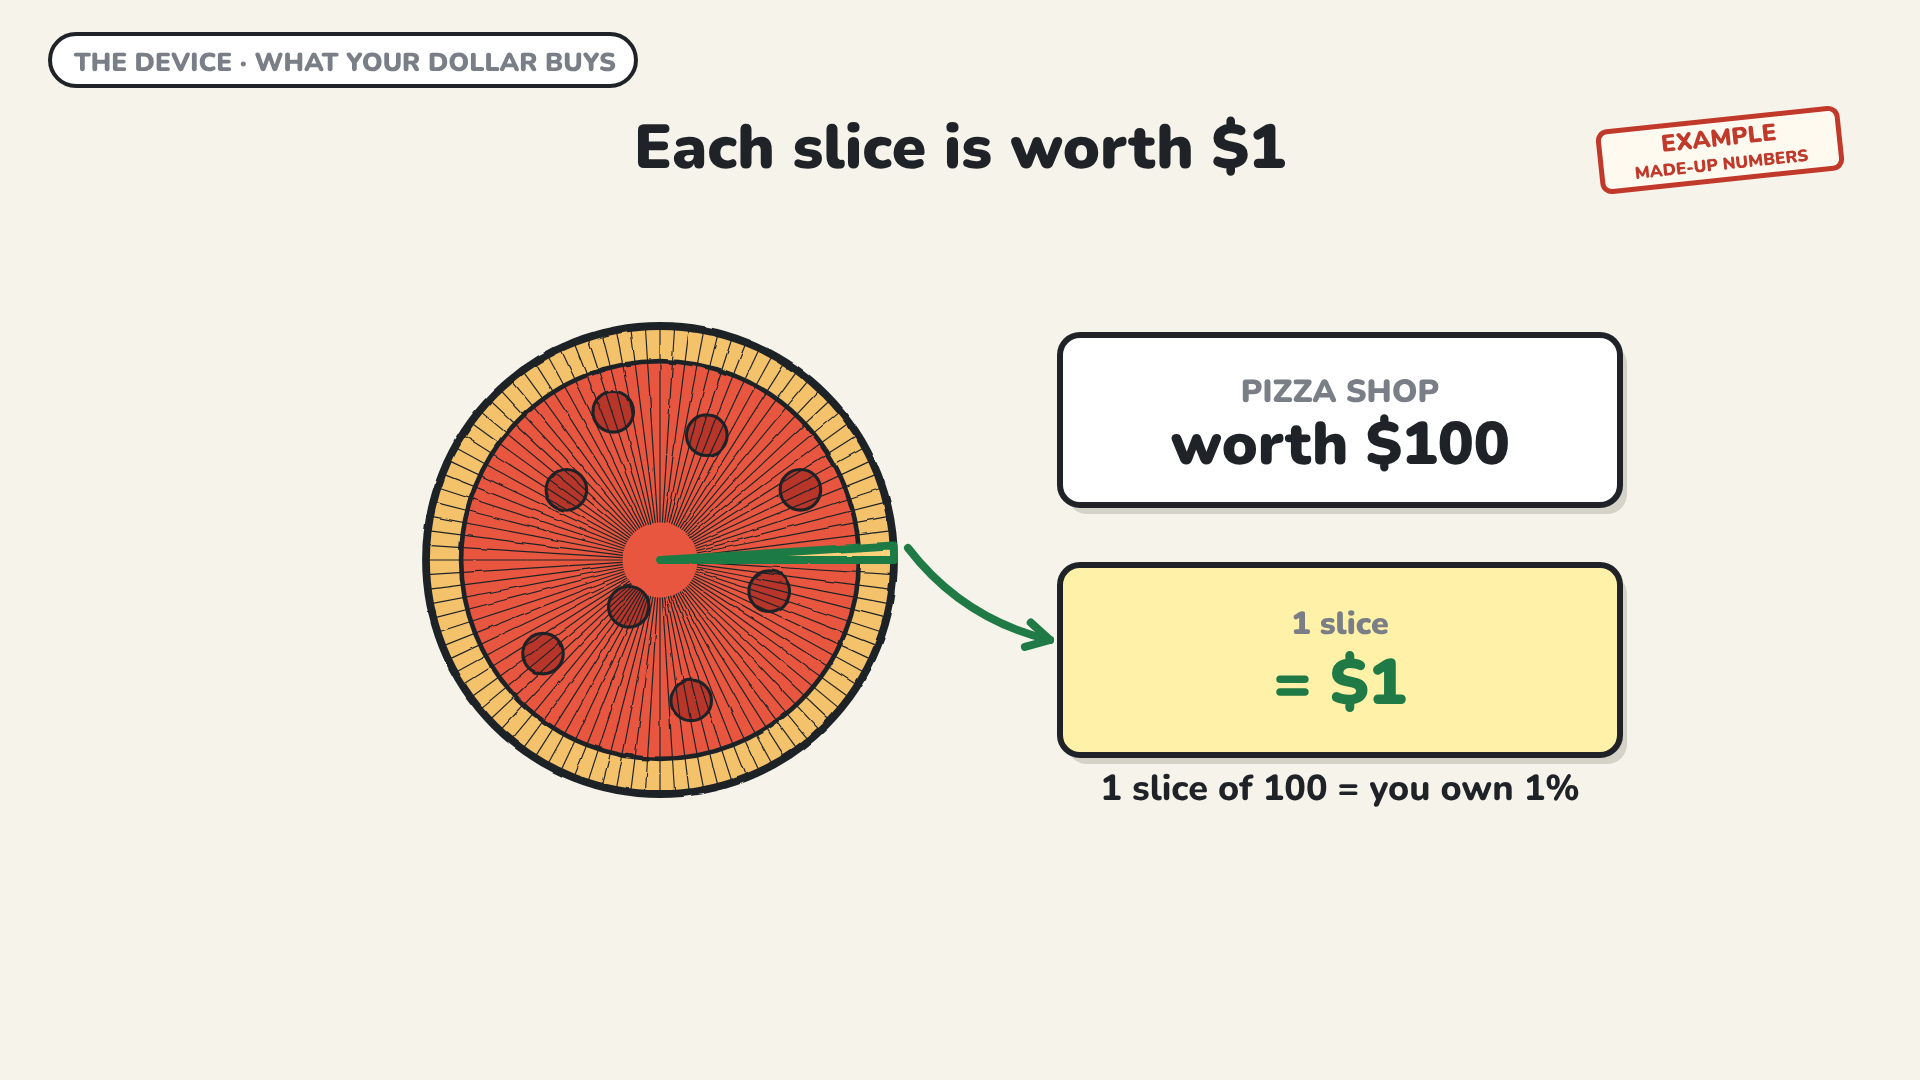 THE DEVICE · WHAT YOUR DOLLAR BUYS
Each slice is worth $1
EXAMPLE
MADE-UP NUMBERS
PIZZA SHOP
worth $100
1 slice
= $1
1 slice of 100 = you own 1%